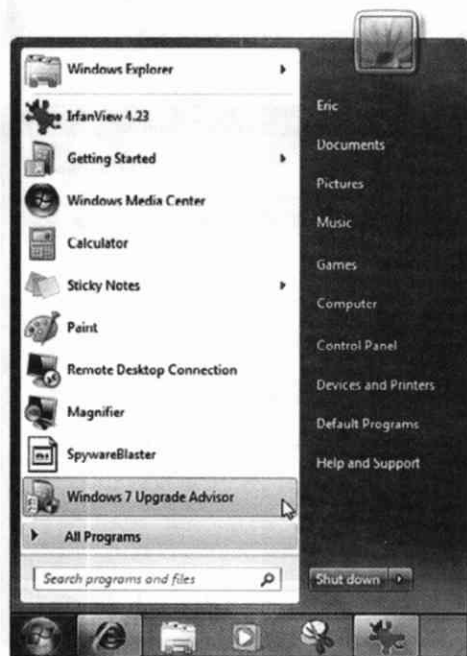 Windows Explorer
IrfanView 4.23
Getting Started
Windows Media Center
Calculator
Sticky Notes
Paint
Remote Desktop Connection
Magnifier
SpywareBlaster
Windows 7 Upgrade Advisor
All Programs
Search programs and files
Eric
Documents
Pictures
Music
Games
Computer
Control Panel
Devices and Printers
Default Programs
Help and Support
Shut down